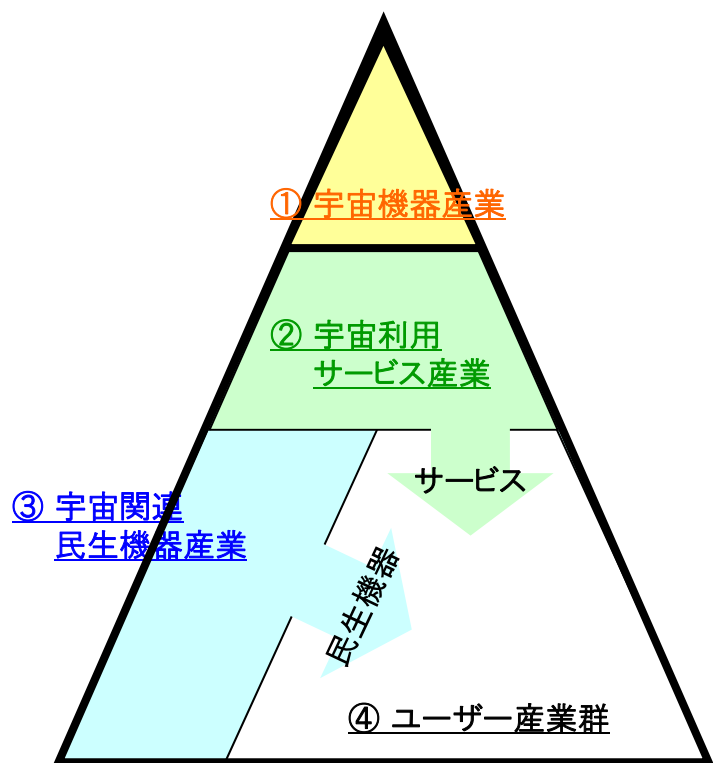 ① 宇宙機器産業
② 宇宙利用
サービス産業
サービス
③ 宇宙関連
民生機器産業
民生機器
④ ユーザー産業群